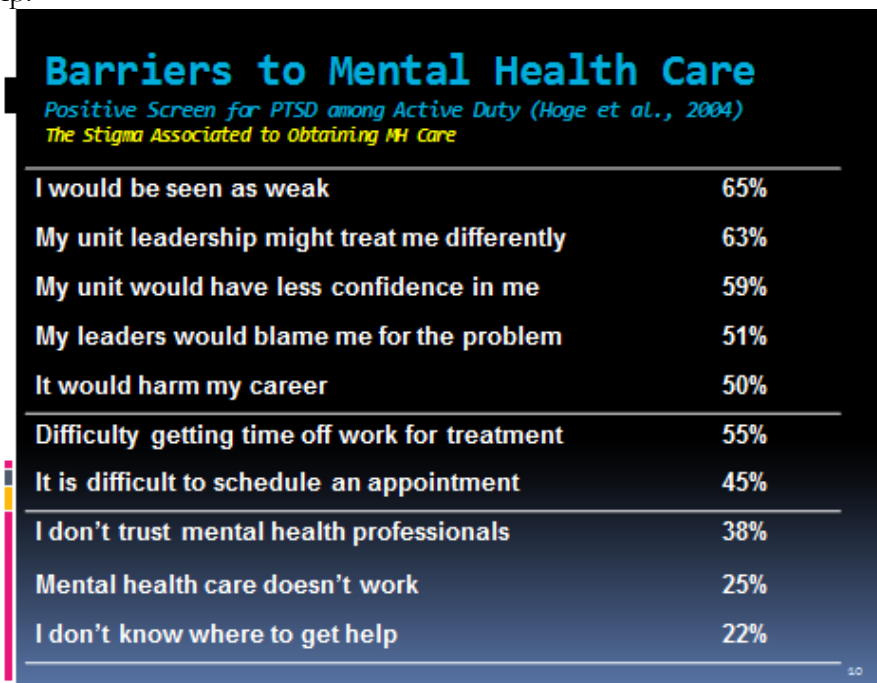 Barriers to Mental Health Care
Positive Screen for PTSD among Active Duty (Hoge et al., 2004)
The Stigma Associated to Obtaining MH Care
I would be seen as weak 65%
My unit leadership might treat me differently 63%
My unit would have less confidence in me 59%
My leaders would blame me for the problem 51%
It would harm my career 50%
Difficulty getting time off work for treatment 55%
It is difficult to schedule an appointment 45%
I don't trust mental health professionals 38%
Mental health care doesn't work 25%
I don't know where to get help 22%
10